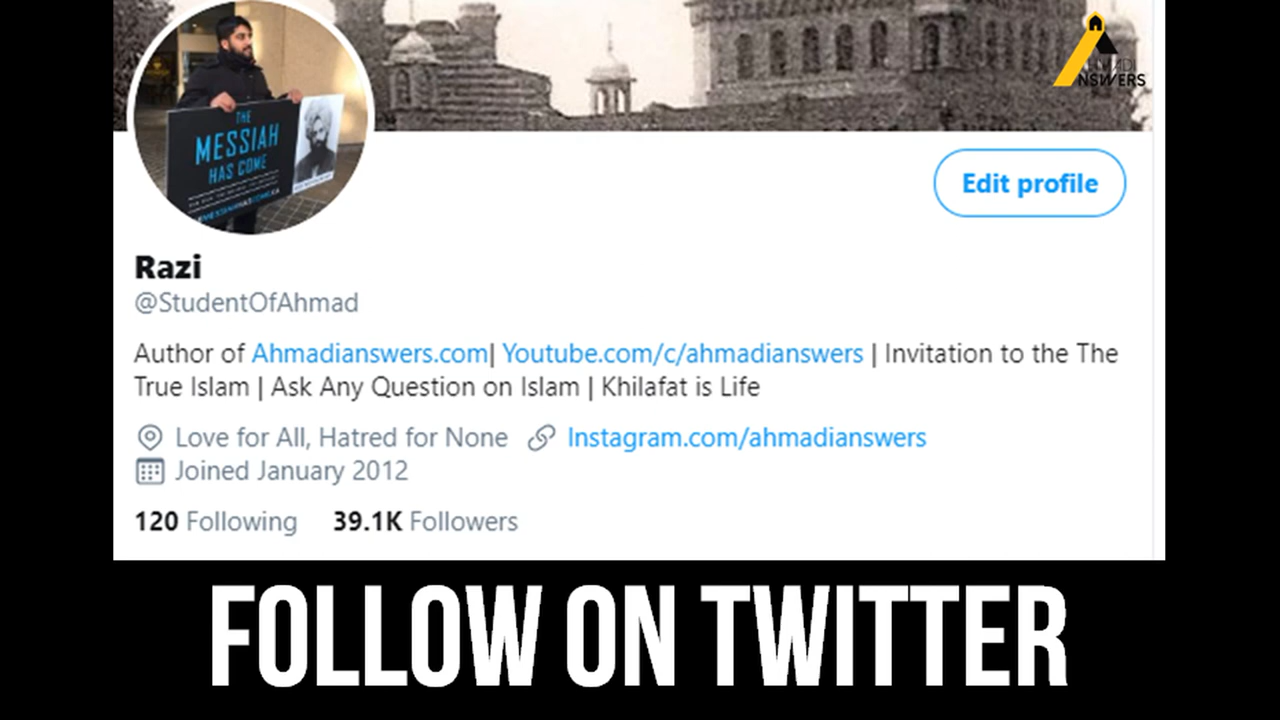 AHMADI
ANSWERS
THE
MESSIAH
HAS COME
Edit profile
Razi
@StudentOfAhmad
Author of Ahmadianswers.com| Youtube.com/c/ahmadianswers | Invitation to the The
True Islam | Ask Any Question on Islam | Khilafat is Life
Love for All, Hatred for None Instagram.com/ahmadianswers
Joined January 2012
120 Following 39.1K Followers
FOLLOW ON TWITTER